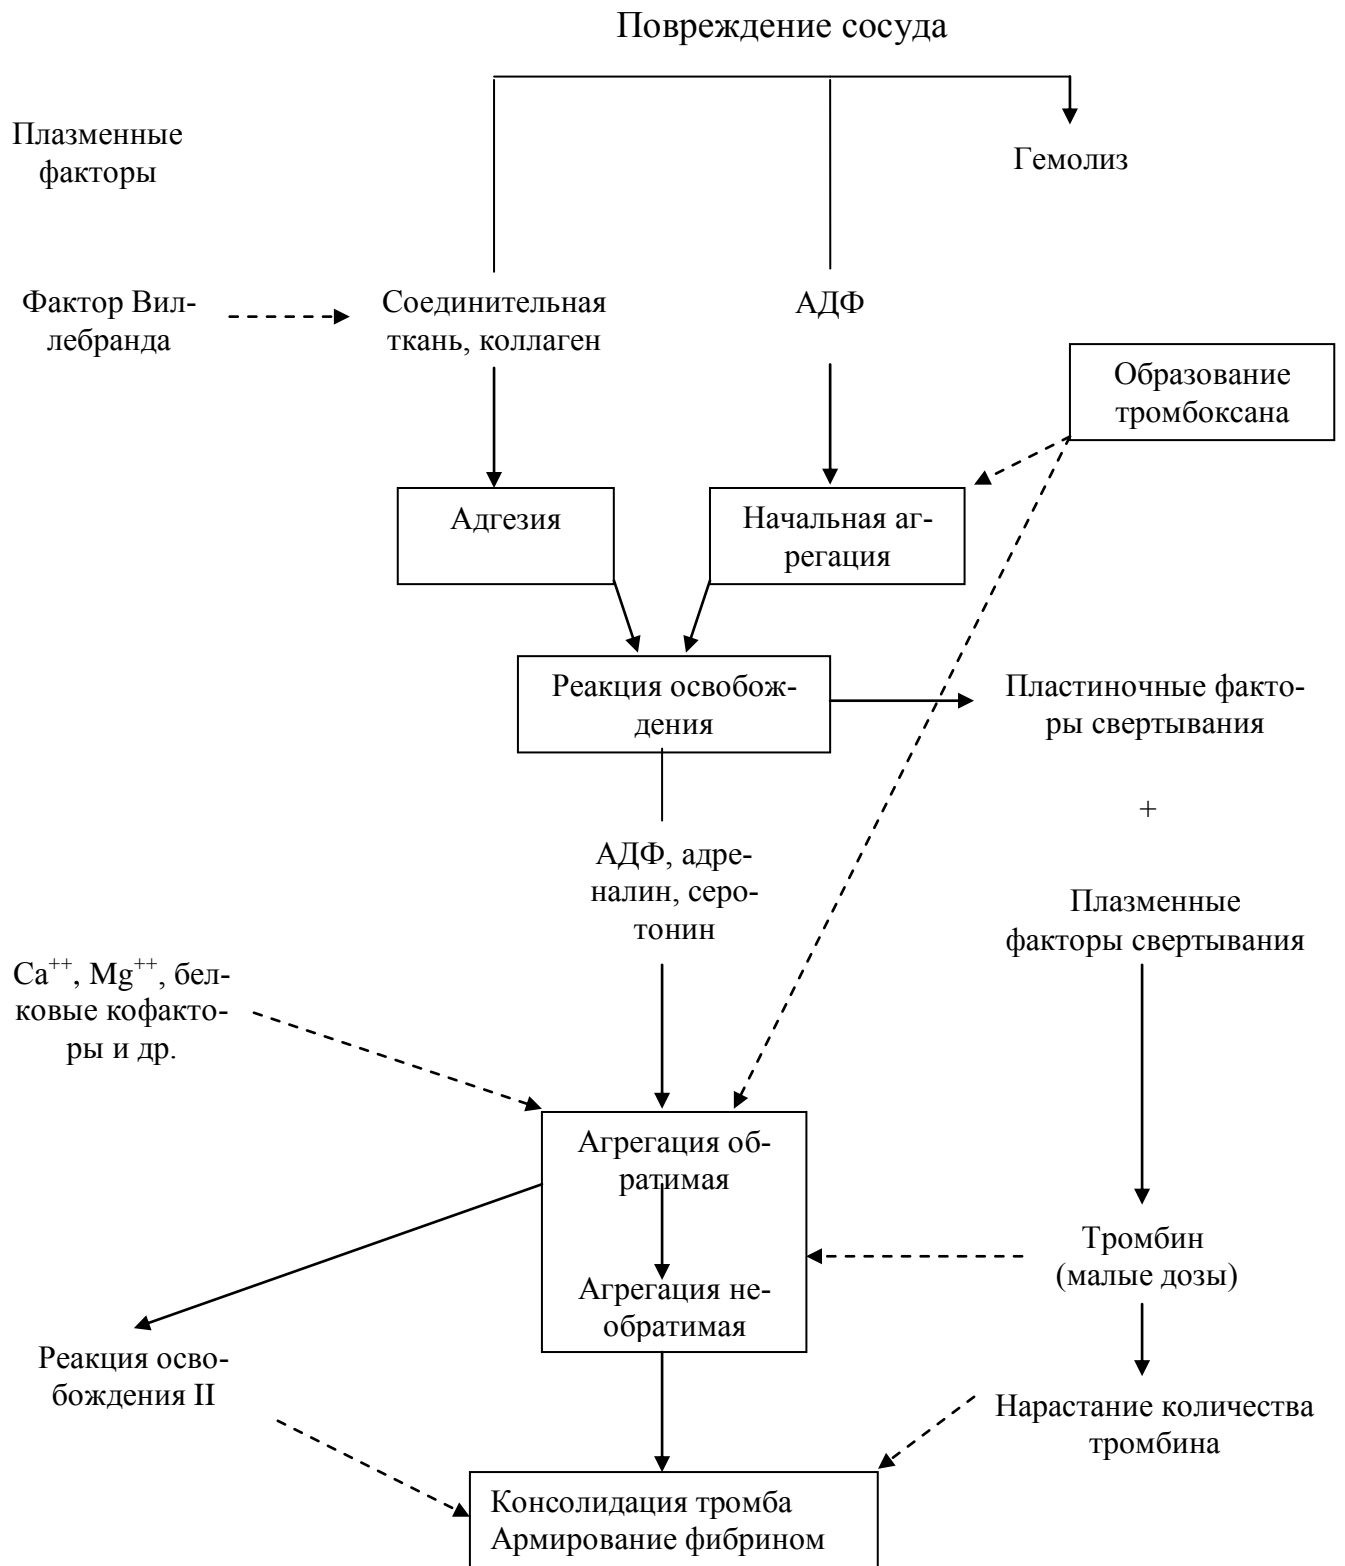 Повреждение сосуда
Плазменные
факторы
Гемолиз
Фактор Вил-
лебранда
Соединительная
ткань, коллаген
АДФ
Образование
тромбоксана
Адгезия
Начальная аг-
регация
Реакция освобож-
дения
Пластиночные факто-
ры свертывания
+
АДФ, адре-
налин, серо-
тонин
Плазменные
факторы свертывания
Ca⁺⁺, Mg⁺⁺, бел-
ковые кофакто-
ры и др.
Агрегация об-
ратимая
Тромбин
(малые дозы)
Агрегация не-
обратимая
Реакция осво-
бождения II
Нарастание количества
тромбина
Консолидация тромба
Армирование фибрином